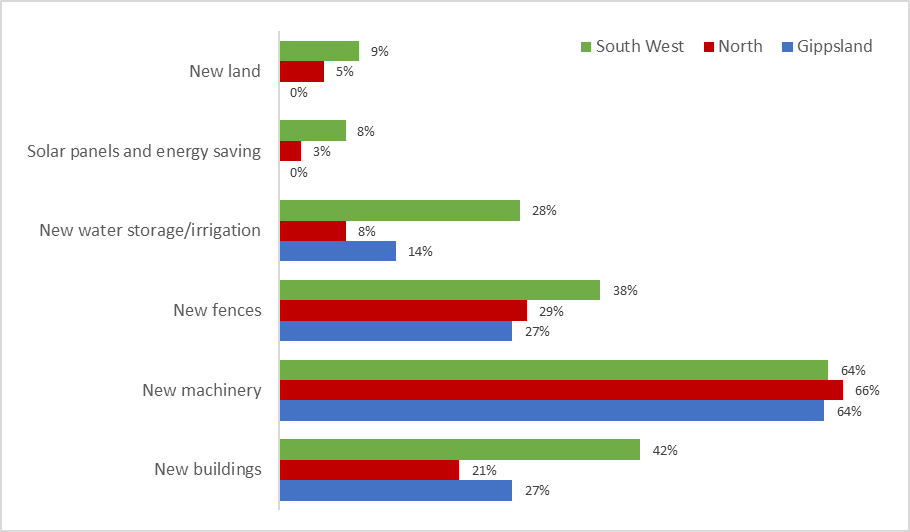 South West North Gippsland
New land
9%
5%
0%
Solar panels and energy saving
8%
3%
0%
New water storage/irrigation
28%
8%
14%
New fences
38%
29%
27%
New machinery
64%
66%
64%
New buildings
42%
21%
27%